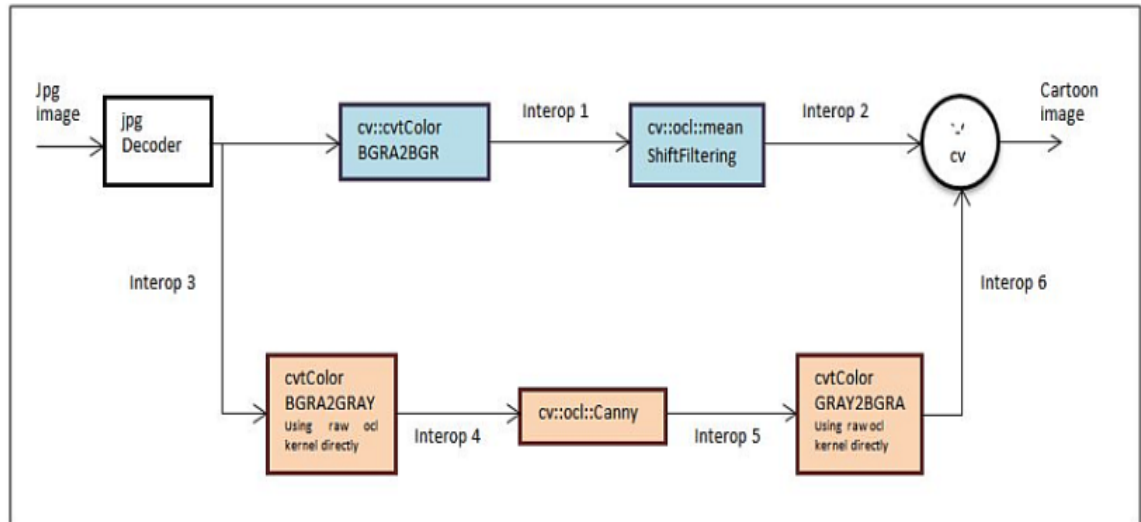 Jpg
image
jpg
Decoder
cv::cvtColor
BGRA2BGR
Interop 1
cv::ocl::mean
ShiftFiltering
Interop 2
cv
Cartoon
image
Interop 3
Interop 6
cvtColor
BGRA2GRAY
Using raw ocl
kernel directly
Interop 4
cv::ocl::Canny
Interop 5
cvtColor
GRAY2BGRA
Using raw ocl
kernel directly